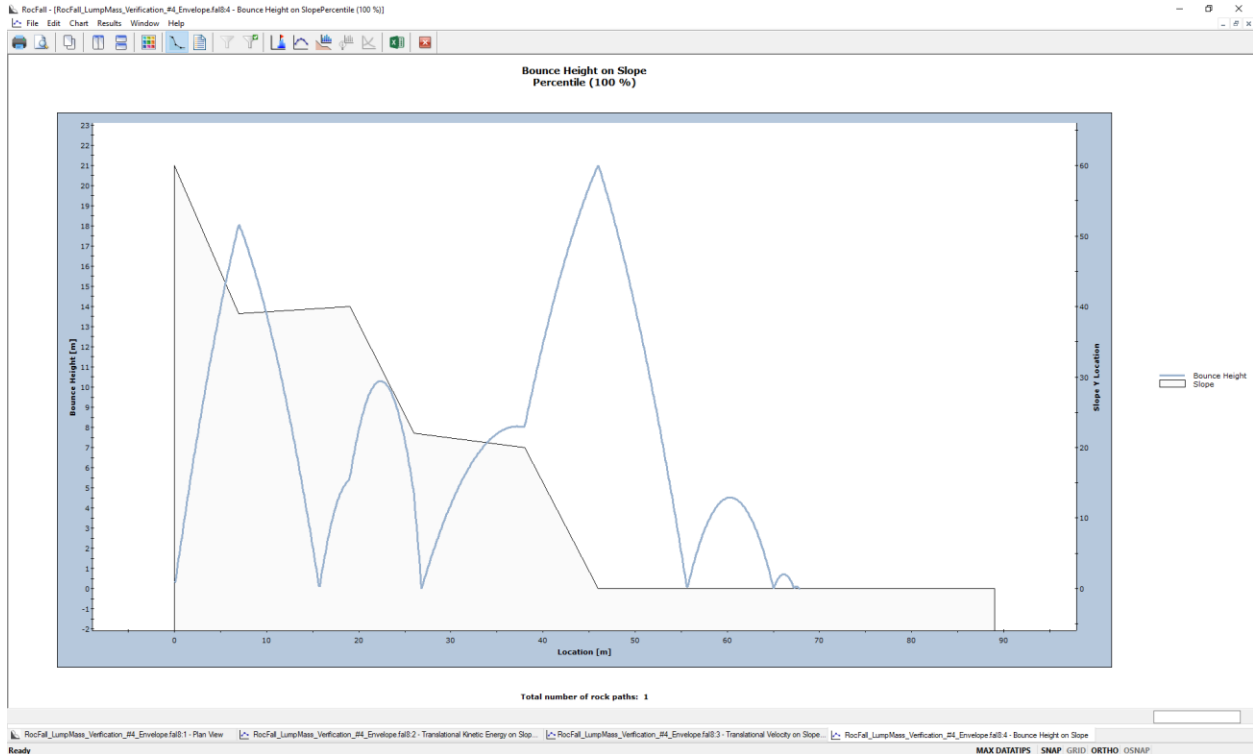 RocFall - [RocFall_LumpMass_Verification_#4_Envelope.fal8:4 - Bounce Height on SlopePercentile (100 %)]
File Edit Chart Results Window Help
Bounce Height on Slope
Percentile (100 %)
23
22
21
20
19
18
17
16
15
14
13
12
11
10
9
8
7
6
5
4
3
2
1
0
-1
-2
Bounce Height [m]
60
50
40
30
20
10
0
Slope Y Location
0 10 20 30 40 50 60 70 80 90
Location [m]
Bounce Height
Slope
Total number of rock paths: 1
RocFall_LumpMass_Verification_#4_Envelope.fal8:1 - Plan View
RocFall_LumpMass_Verification_#4_Envelope.fal8:2 - Translational Kinetic Energy on Slop...
RocFall_LumpMass_Verification_#4_Envelope.fal8:3 - Translational Velocity on Slope...
RocFall_LumpMass_Verification_#4_Envelope.fal8:4 - Bounce Height on Slope
Ready
MAX DATATIPS SNAP GRID ORTHO OSNAP